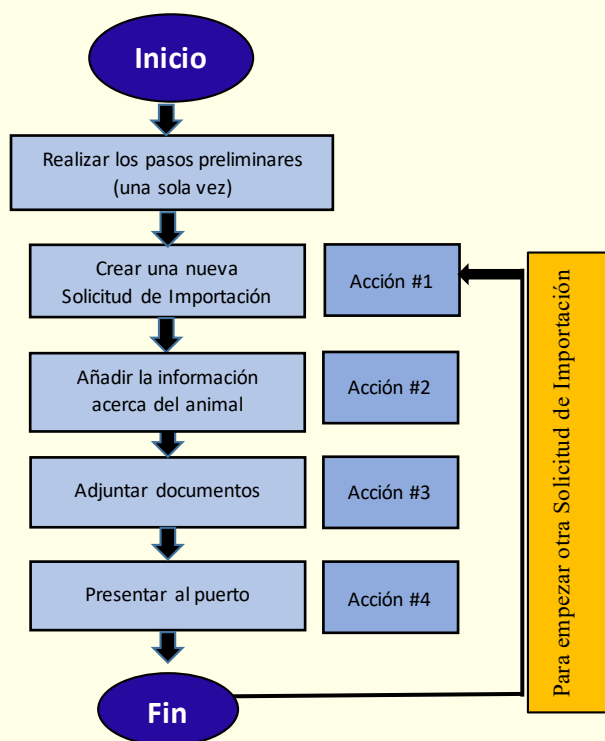 Inicio
Realizar los pasos preliminares
(una sola vez)
Crear una nueva
Solicitud de Importación
Acción #1
Añadir la información
acerca del animal
Acción #2
Adjuntar documentos
Acción #3
Presentar al puerto
Acción #4
Fin
Para empezar otra Solicitud de Importación